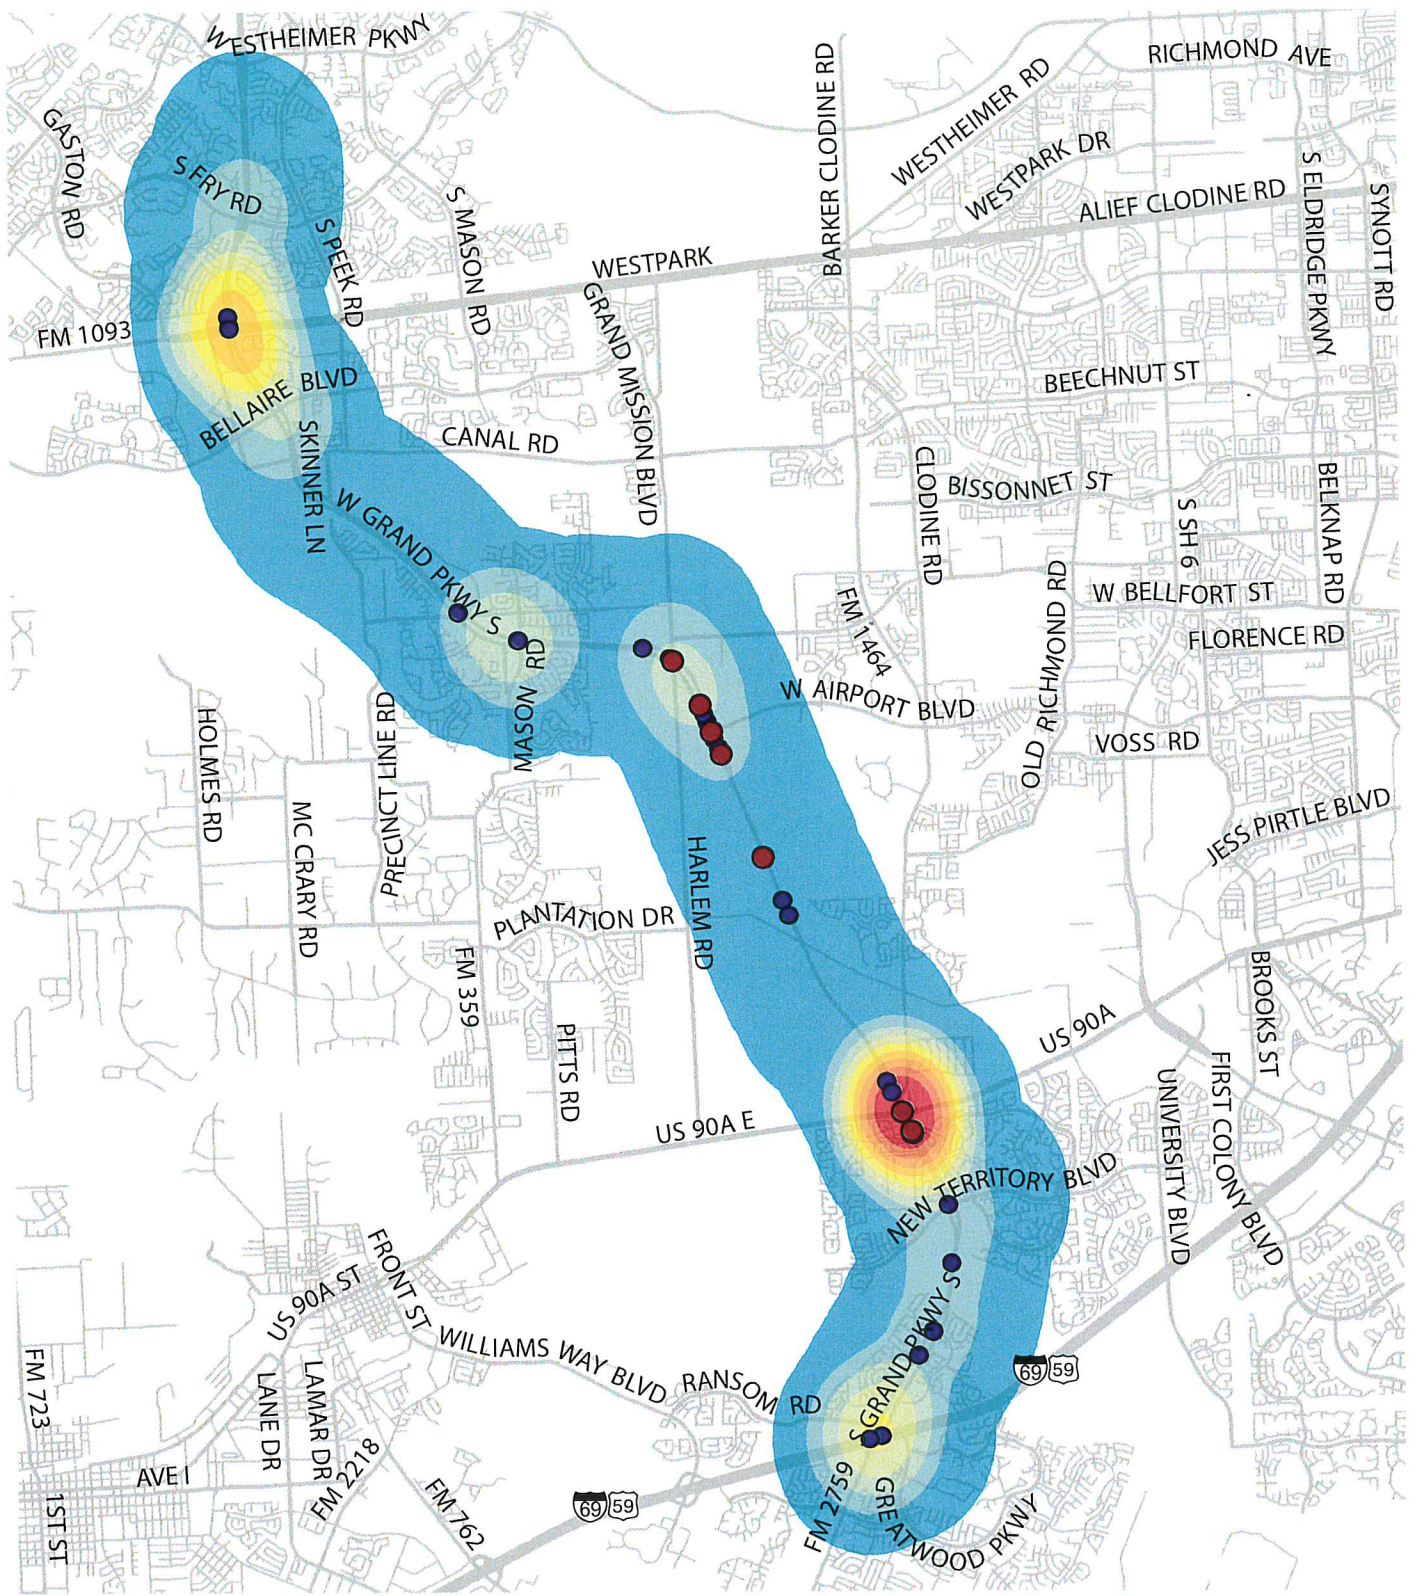 WESTHEIMER PKWY
RICHMOND AVE
BARKER CLODINE RD
WESTHEIMER RD
GASTON RD
S FRY RD
WESTPARK DR
S ELDRIDGE PKWY
SYNOTT RD
S MASON RD
ALIEF CLODINE RD
S PEEK RD
WESTPARK
GRAND MISSION BLVD
FM 1093
BELLAIRE BLVD
BEECHNUT ST
SKINNER LN
CANAL RD
CLODINE RD
BISSONNET ST
BELKNAP RD
W GRAND PKWY S
S SH 6
OLD RICHMOND RD
FM 1464
W BELLFORT ST
FLORENCE RD
MASON RD
W AIRPORT BLVD
VOSS RD
HOLMES RD
PRECINCT LINE RD
MC CRARY RD
JESS PIRTLE BLVD
HARLEM RD
PLANTATION DR
FM 359
BROOKS ST
PITTS RD
US 90A
FIRST COLONY BLVD
UNIVERSITY BLVD
US 90A E
NEW TERRITORY BLVD
FRONT ST
US 90A ST
S GRAND PKWY S
WILLIAMS WAY BLVD
RANSOM RD
69 59
FM 723
LANE DR
LAMAR DR
FM 2218
AVE I
FM 762
1ST ST
69 59
FM 2759
GREATWOOD PKWY